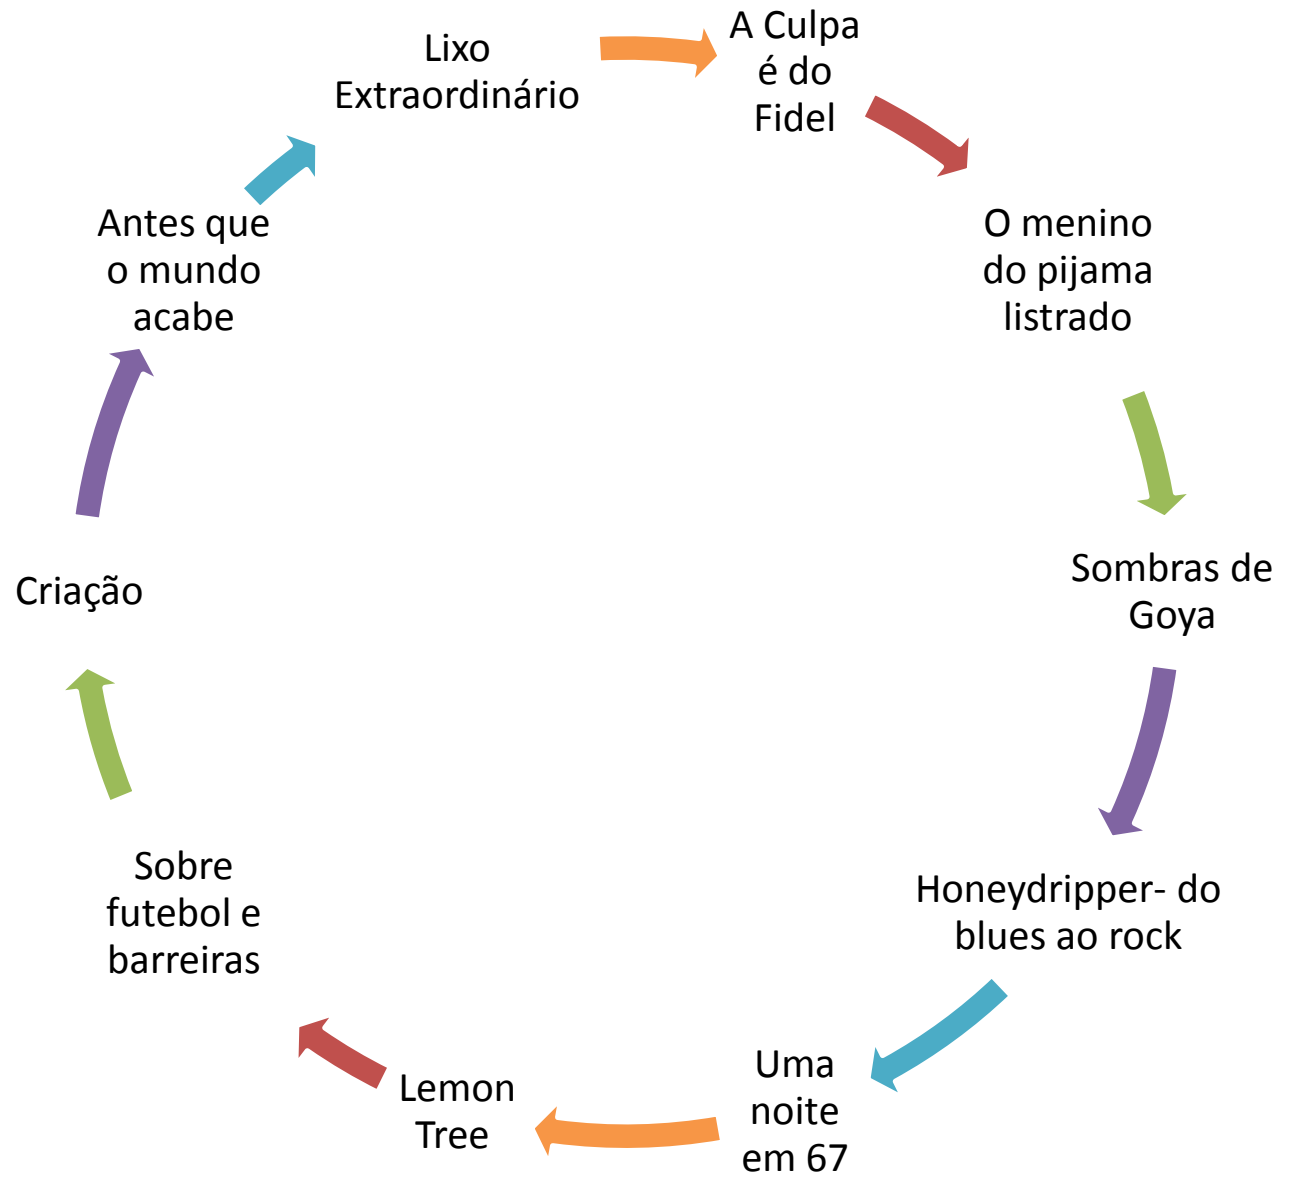 Lixo
Extraordinário
A Culpa
é do
Fidel
O menino
do pijama
listrado
Sombras de
Goya
Honeydripper- do
blues ao rock
Uma
noite
em 67
Lemon
Tree
Sobre
futebol e
barreiras
Criação
Antes que
o mundo
acabe